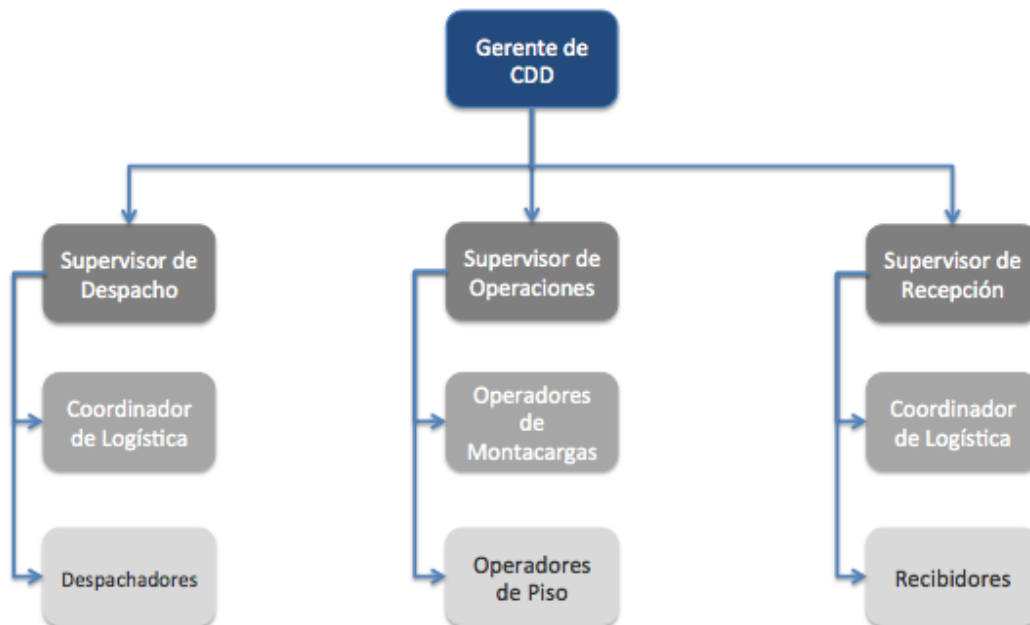 Gerente de
CDD
Supervisor de
Despacho
Supervisor de
Operaciones
Supervisor de
Recepción
Coordinador
de Logística
Operadores
de
Montacargas
Coordinador
de Logística
Despachadores
Operadores
de Piso
Recibidores